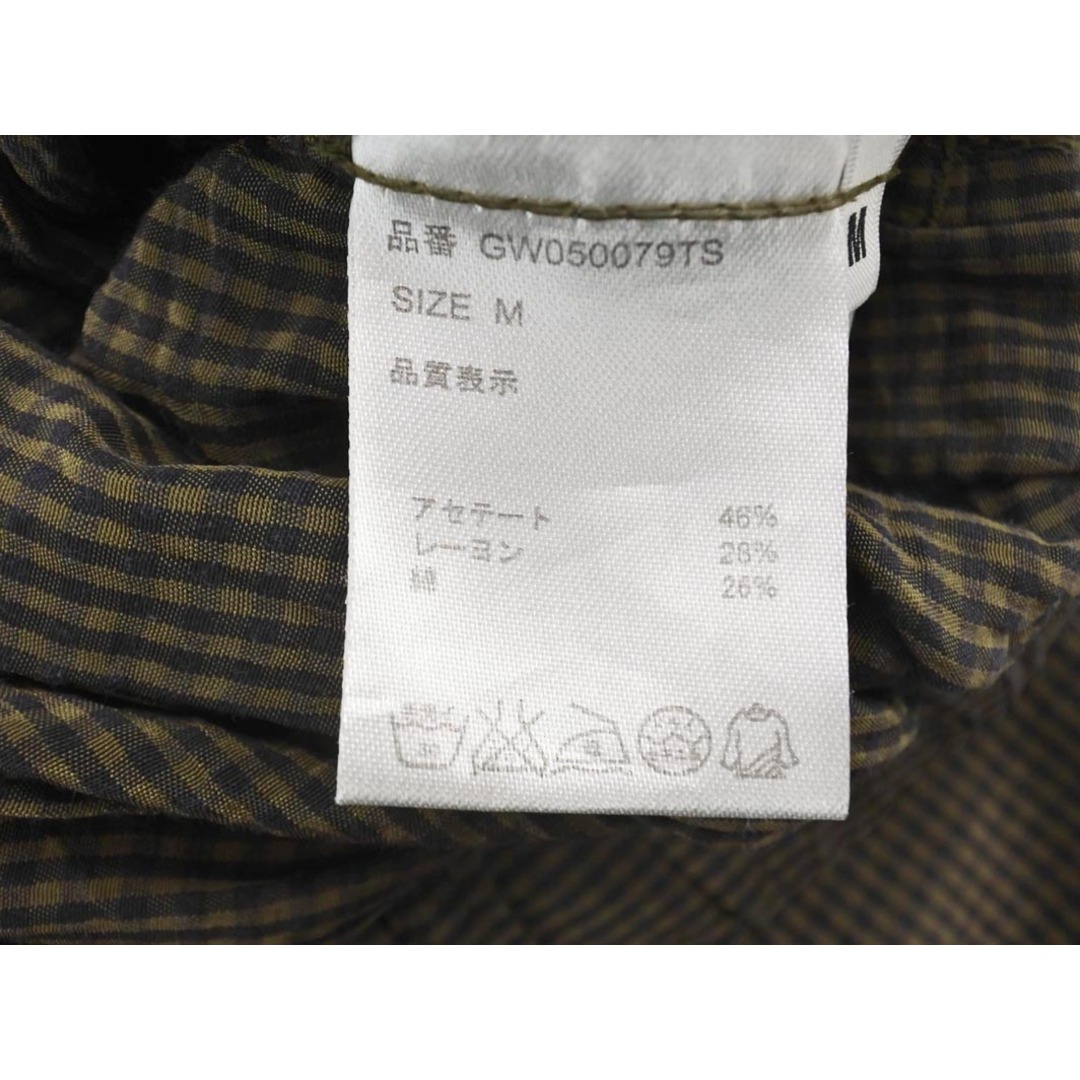 品番 GW050079TS
SIZE M
M
品質表示
アセテート 46%
レーヨン 28%
綿 26%